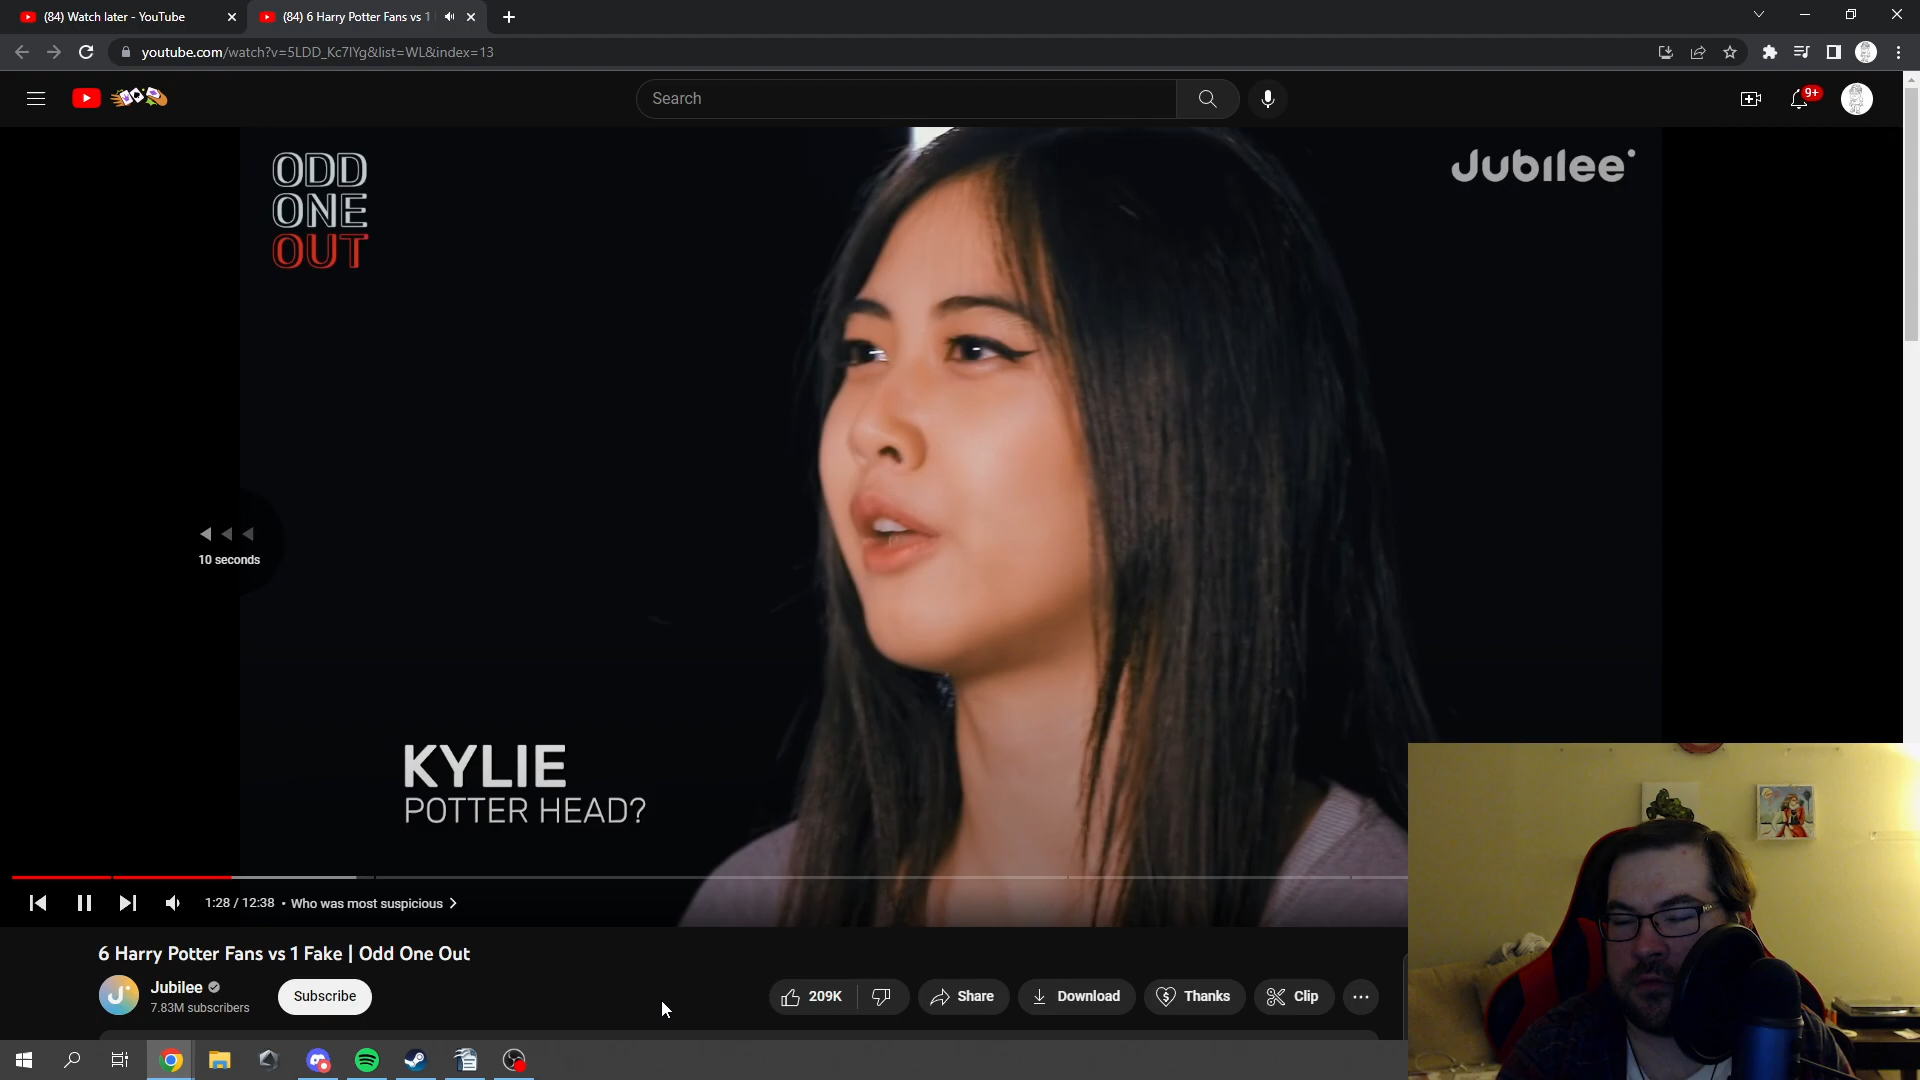 (84) Watch later - YouTube
(84) 6 Harry Potter Fans vs 1
youtube.com/watch?v=5LDD_Kc7lYg&list=WL&index=13
Search
9+
ODD
ONE
OUT
Jubilee
10 seconds
KYLIE
POTTER HEAD?
1:28 / 12:38 • Who was most suspicious
6 Harry Potter Fans vs 1 Fake | Odd One Out
Jubilee
7.83M subscribers
Subscribe
209K
Share
Download
Thanks
Clip